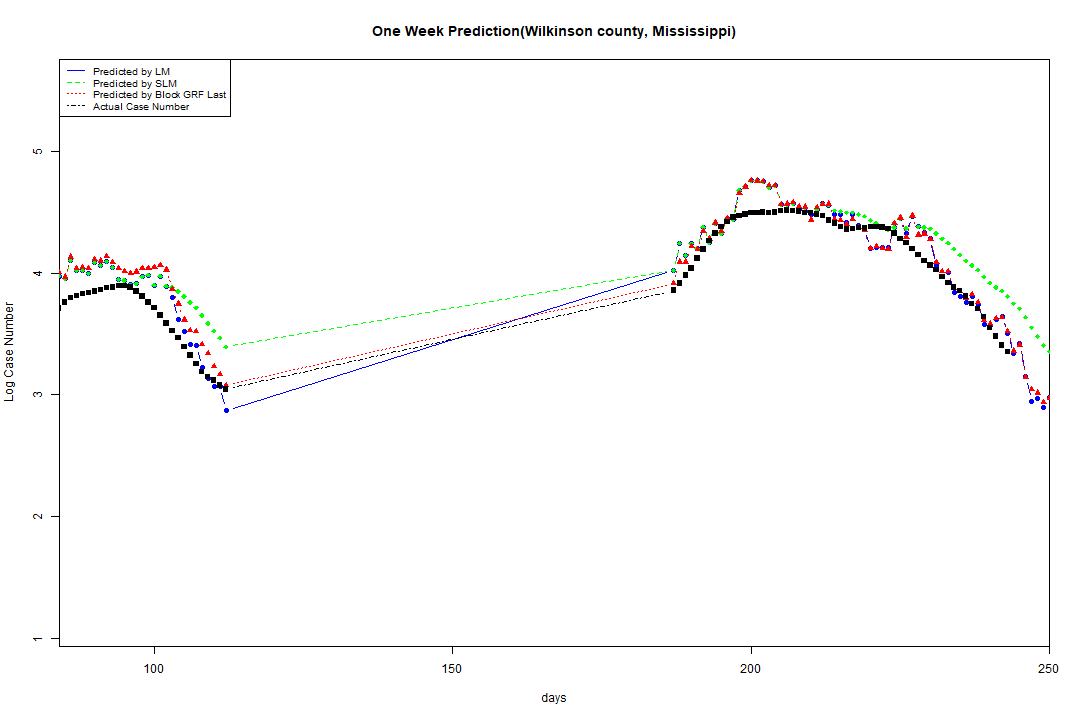 One Week Prediction(Wilkinson county, Mississippi)
Predicted by LM
Predicted by SLM
Predicted by Block GRF Last
Actual Case Number
5
4
3
2
1
Log Case Number
100
150
200
250
days